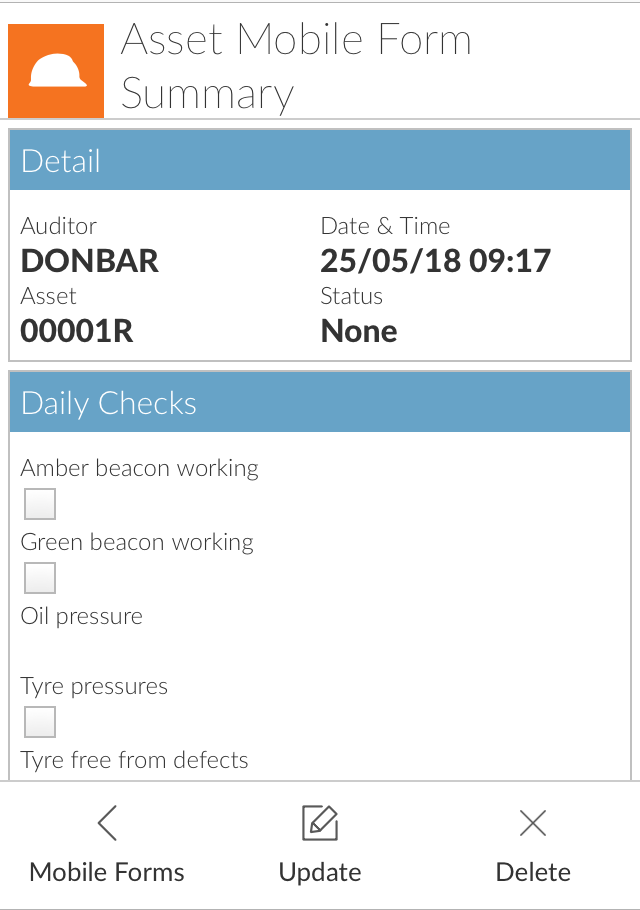 Asset Mobile Form
Summary
Detail
Auditor
DONBAR
Date & Time
25/05/18 09:17
Asset
00001R
Status
None
Daily Checks
Amber beacon working
Green beacon working
Oil pressure
Tyre pressures
Tyre free from defects
Mobile Forms
Update
Delete